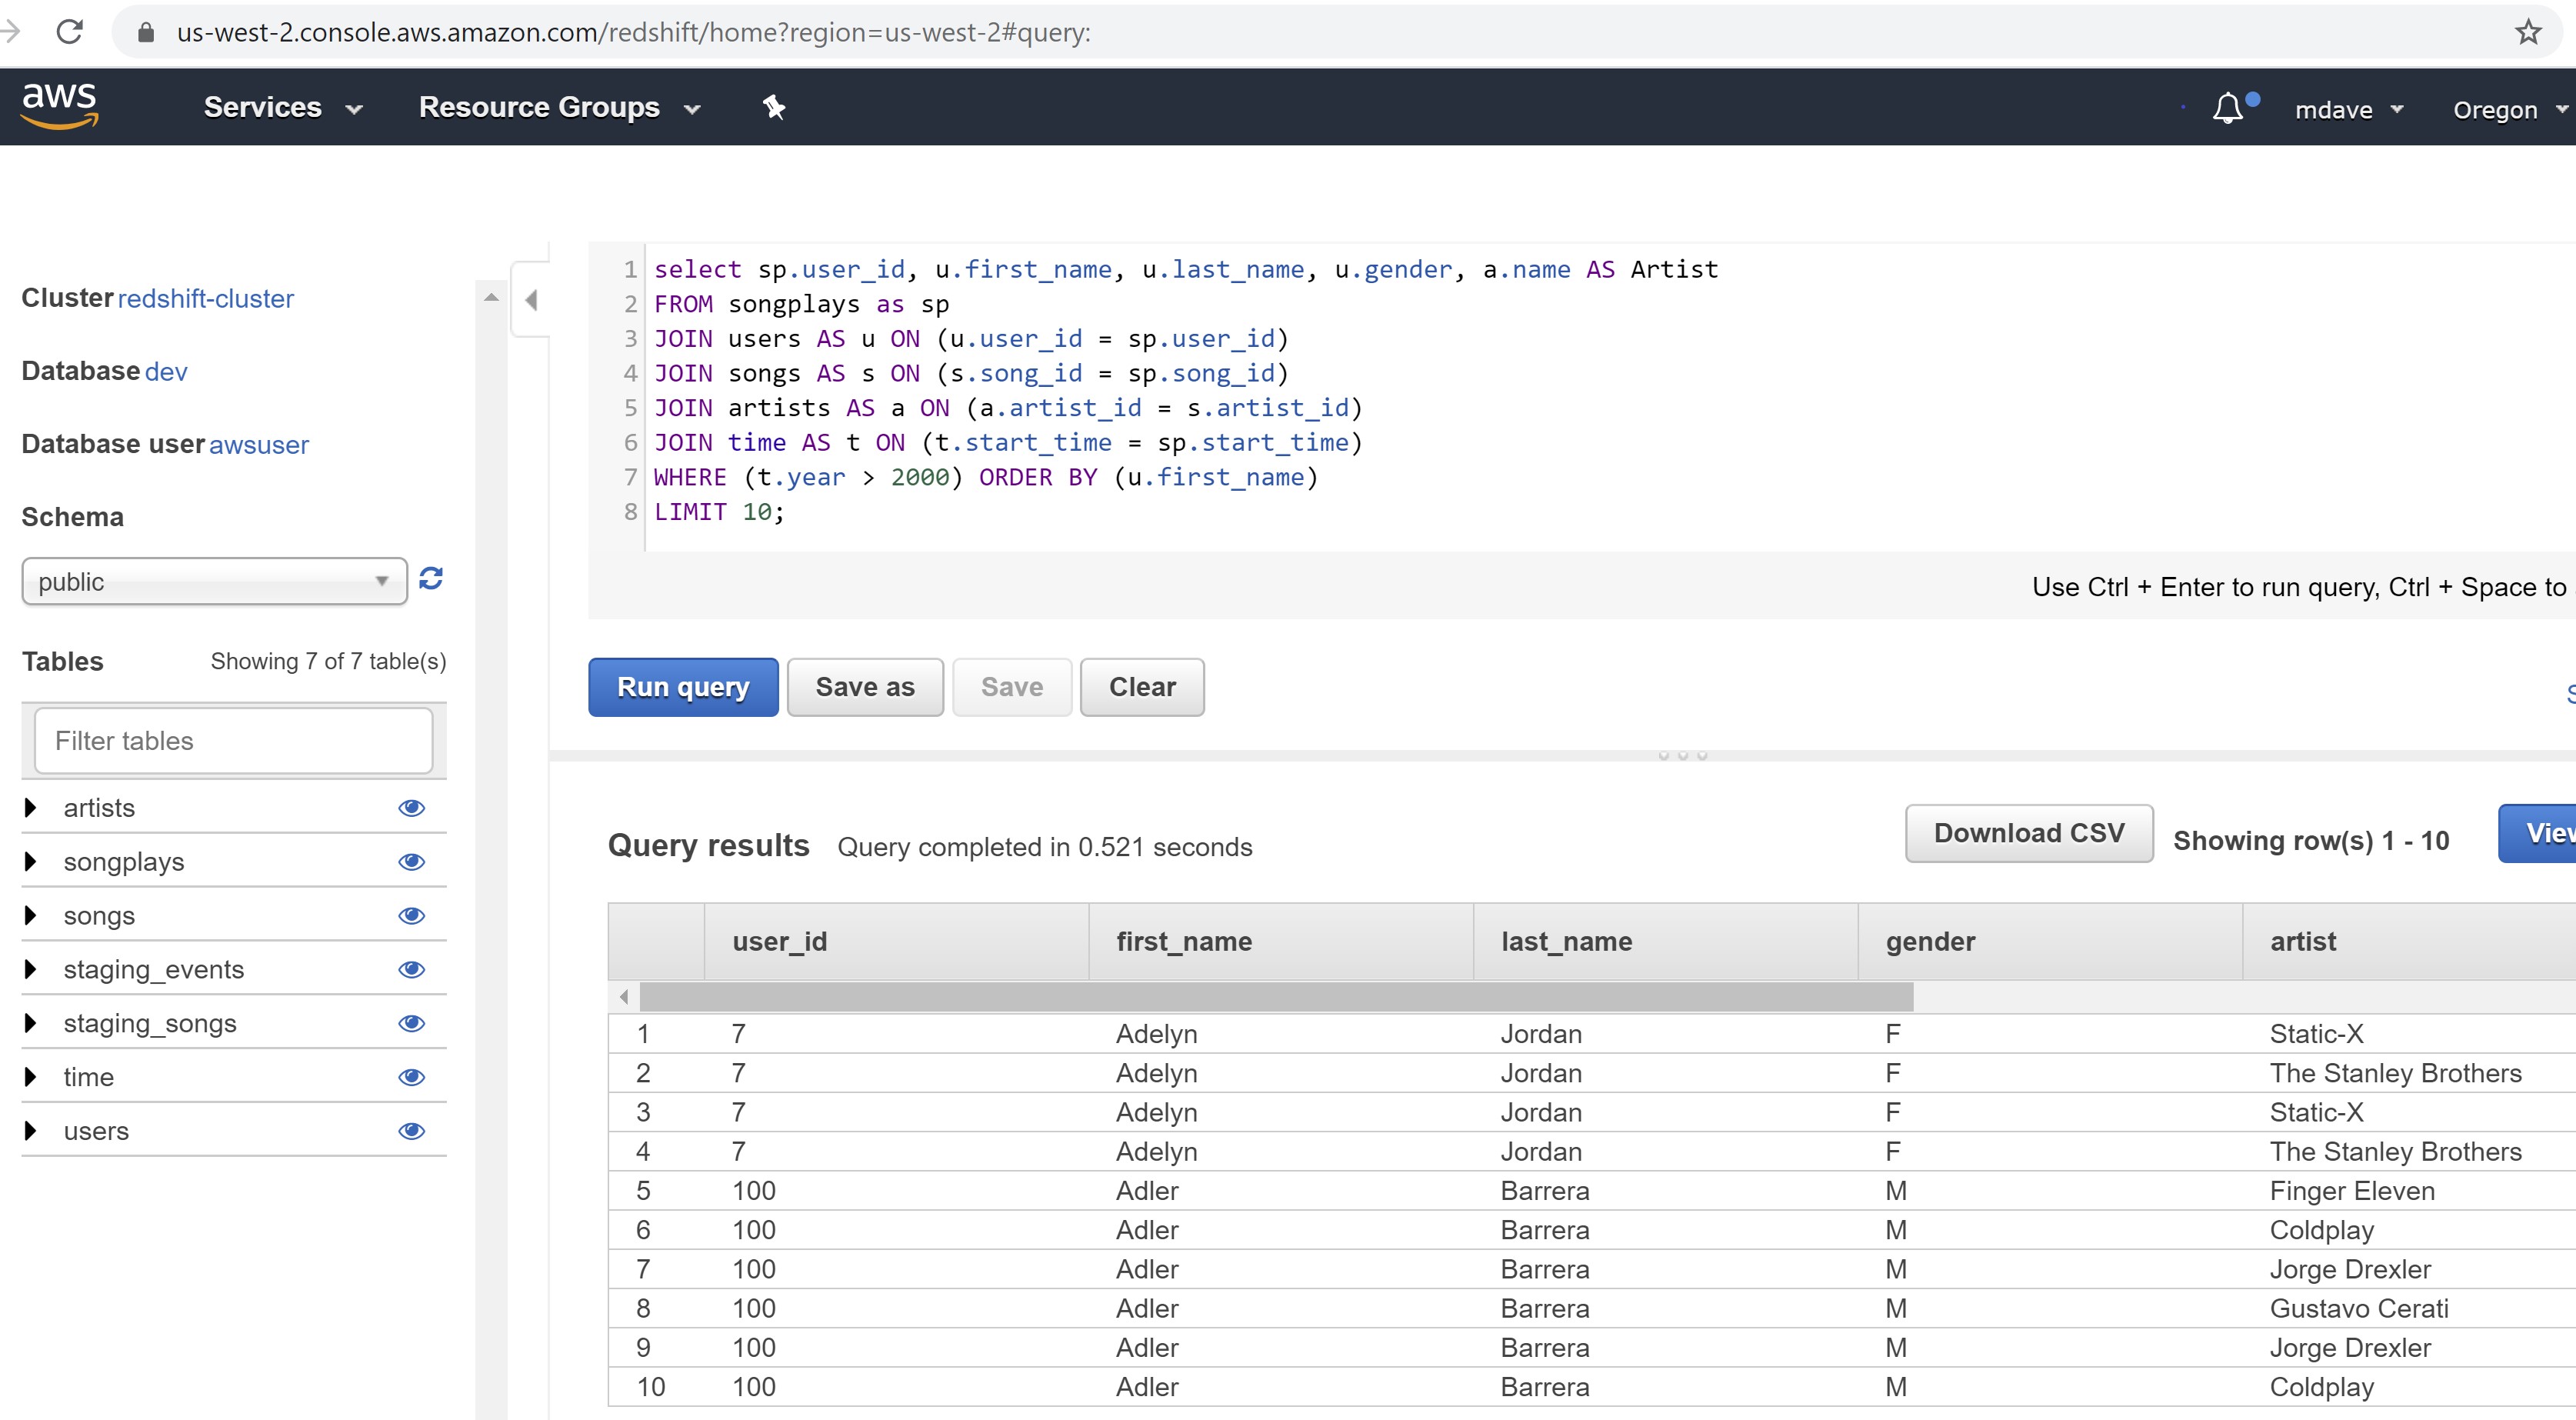 us-west-2.console.aws.amazon.com/redshift/home?region=us-west-2#query:
aws Services Resource Groups mdave Oregon
Cluster redshift-cluster
Database dev
Database user awsuser
Schema
public
Tables Showing 7 of 7 table(s)
Filter tables
artists
songplays
songs
staging_events
staging_songs
time
users
1 select sp.user_id, u.first_name, u.last_name, u.gender, a.name AS Artist
2 FROM songplays as sp
3 JOIN users AS u ON (u.user_id = sp.user_id)
4 JOIN songs AS s ON (s.song_id = sp.song_id)
5 JOIN artists AS a ON (a.artist_id = s.artist_id)
6 JOIN time AS t ON (t.start_time = sp.start_time)
7 WHERE (t.year > 2000) ORDER BY (u.first_name)
8 LIMIT 10;
Use Ctrl + Enter to run query, Ctrl + Space to
Run query Save as Save Clear
Query results Query completed in 0.521 seconds Download CSV Showing row(s) 1 - 10
user_id first_name last_name gender artist
1 7 Adelyn Jordan F Static-X
2 7 Adelyn Jordan F The Stanley Brothers
3 7 Adelyn Jordan F Static-X
4 7 Adelyn Jordan F The Stanley Brothers
5 100 Adler Barrera M Finger Eleven
6 100 Adler Barrera M Coldplay
7 100 Adler Barrera M Jorge Drexler
8 100 Adler Barrera M Gustavo Cerati
9 100 Adler Barrera M Jorge Drexler
10 100 Adler Barrera M Coldplay